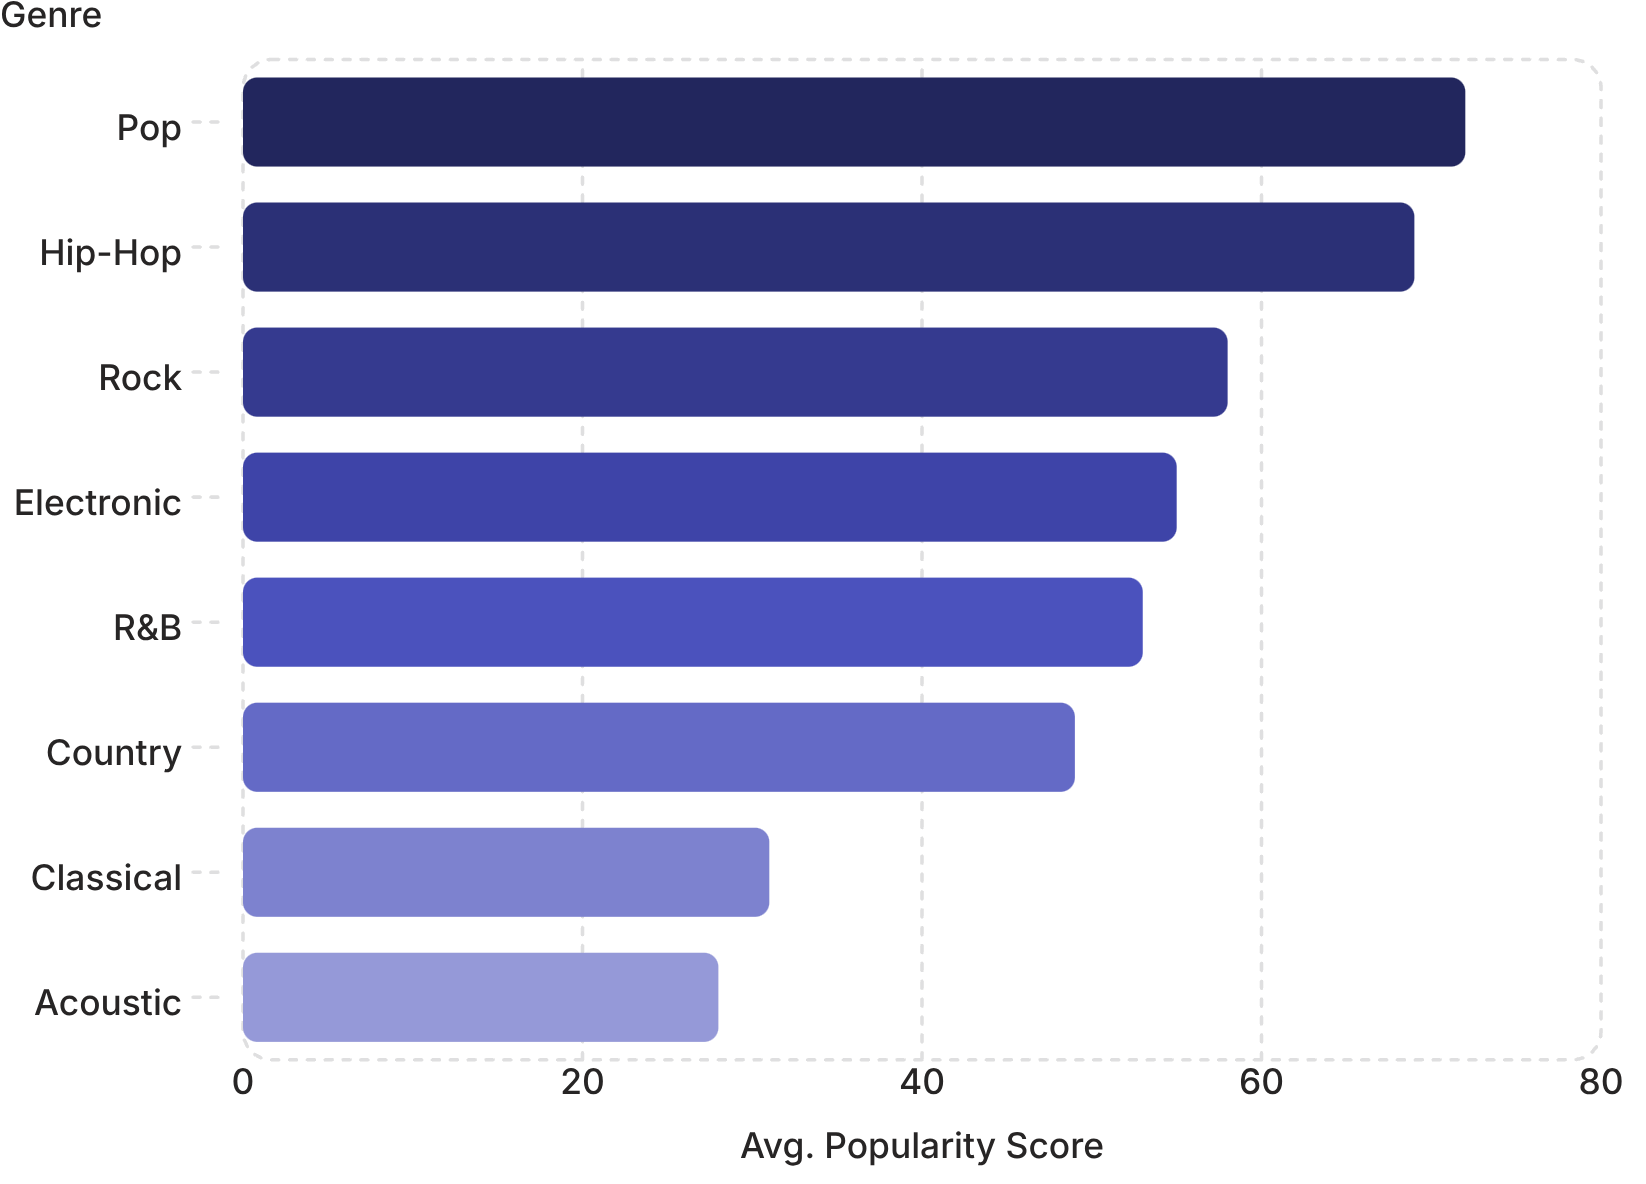 Genre
Pop
Hip-Hop
Rock
Electronic
R&B
Country
Classical
Acoustic
0 20 40 60 80
Avg. Popularity Score